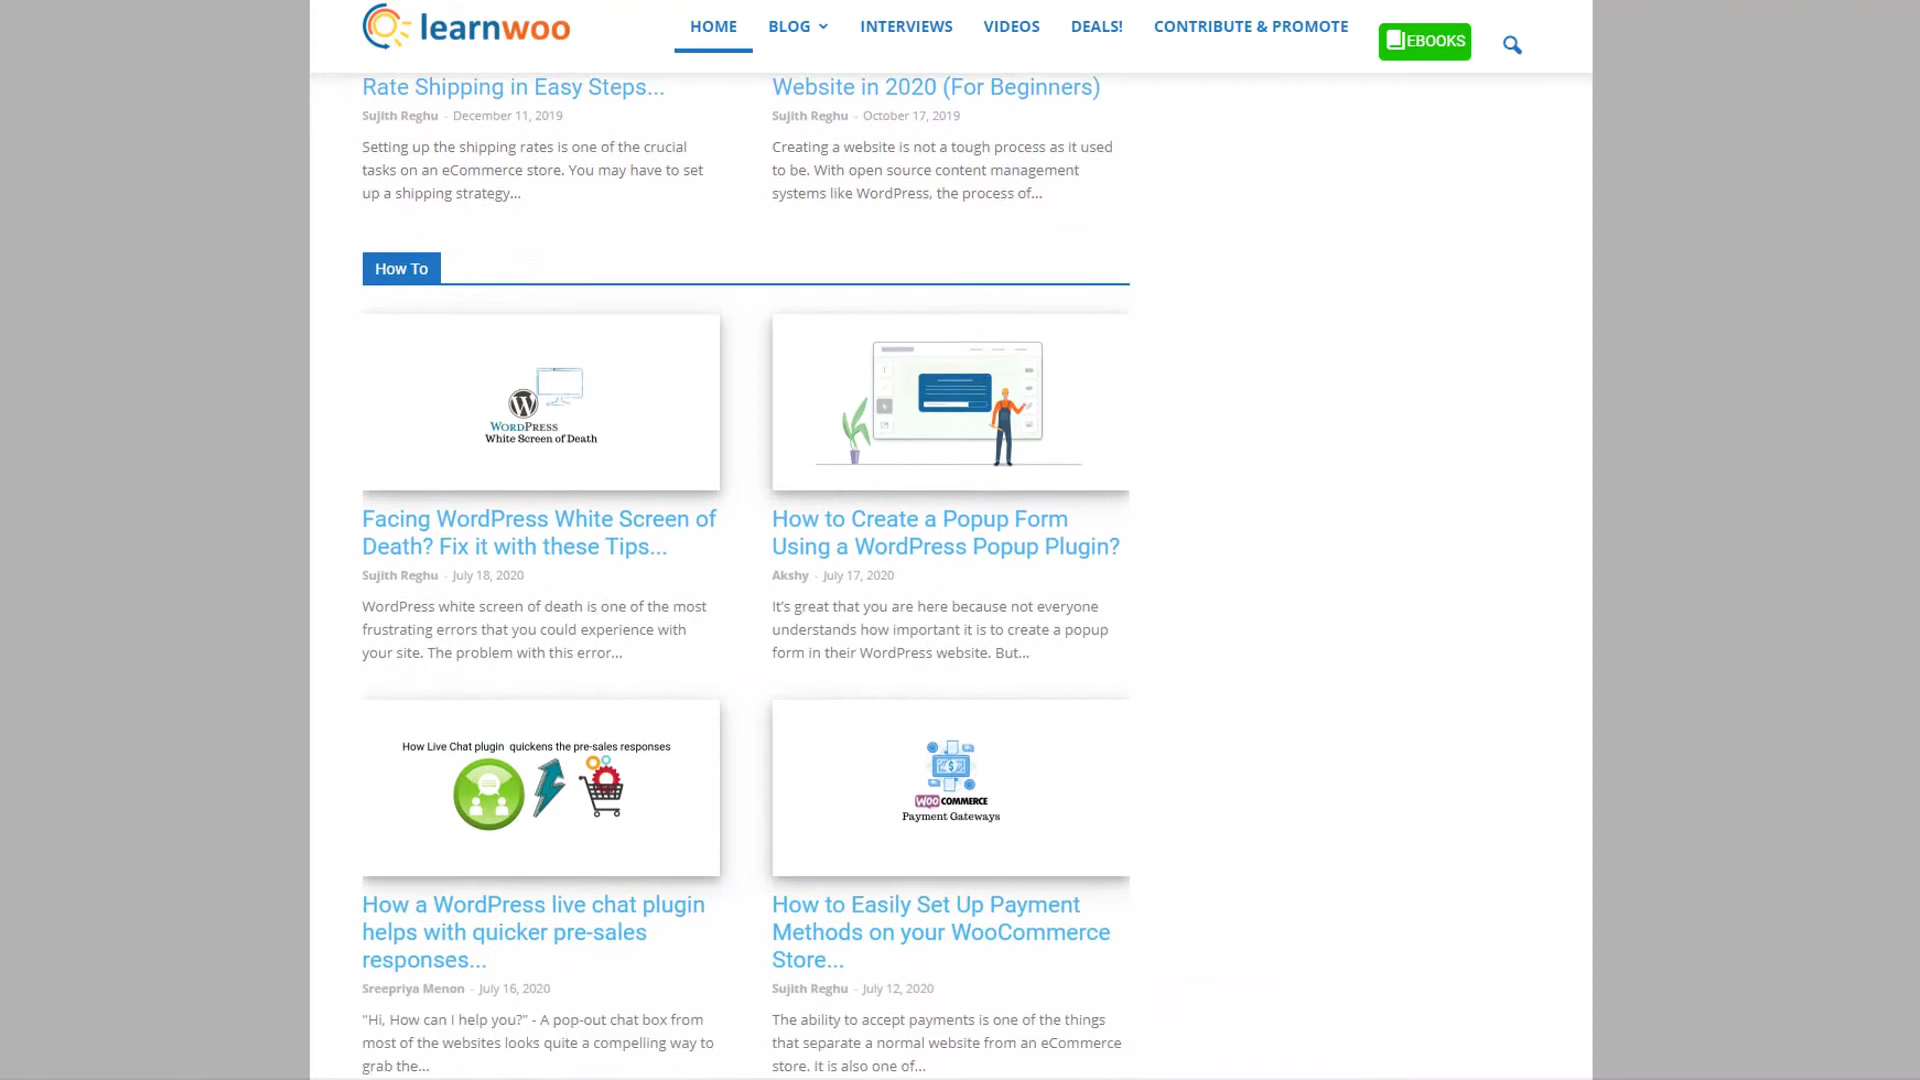 learnwoo
HOME BLOG INTERVIEWS VIDEOS DEALS! CONTRIBUTE & PROMOTE EBOOKS
Rate Shipping in Easy Steps...
Sujith Reghu - December 11, 2019
Setting up the shipping rates is one of the crucial
tasks on an eCommerce store. You may have to set
up a shipping strategy...
Website in 2020 (For Beginners)
Sujith Reghu - October 17, 2019
Creating a website is not a tough process as it used
to be. With open source content management
systems like WordPress, the process of...
How To
WORDPRESS
White Screen of Death
Facing WordPress White Screen of
Death? Fix it with these Tips...
Sujith Reghu - July 18, 2020
WordPress white screen of death is one of the most
frustrating errors that you could experience with
your site. The problem with this error...
How to Create a Popup Form
Using a WordPress Popup Plugin?
Akshy - July 17, 2020
It’s great that you are here because not everyone
understands how important it is to create a popup
form in their WordPress website. But...
How Live Chat plugin quickens the pre-sales responses
How a WordPress live chat plugin
helps with quicker pre-sales
responses...
Sreepriya Menon - July 16, 2020
"Hi, How can I help you?" - A pop-out chat box from
most of the websites looks quite a compelling way to
grab the...
WOO COMMERCE
Payment Gateways
How to Easily Set Up Payment
Methods on your WooCommerce
Store...
Sujith Reghu - July 12, 2020
The ability to accept payments is one of the things
that separate a normal website from an eCommerce
store. It is also one of...